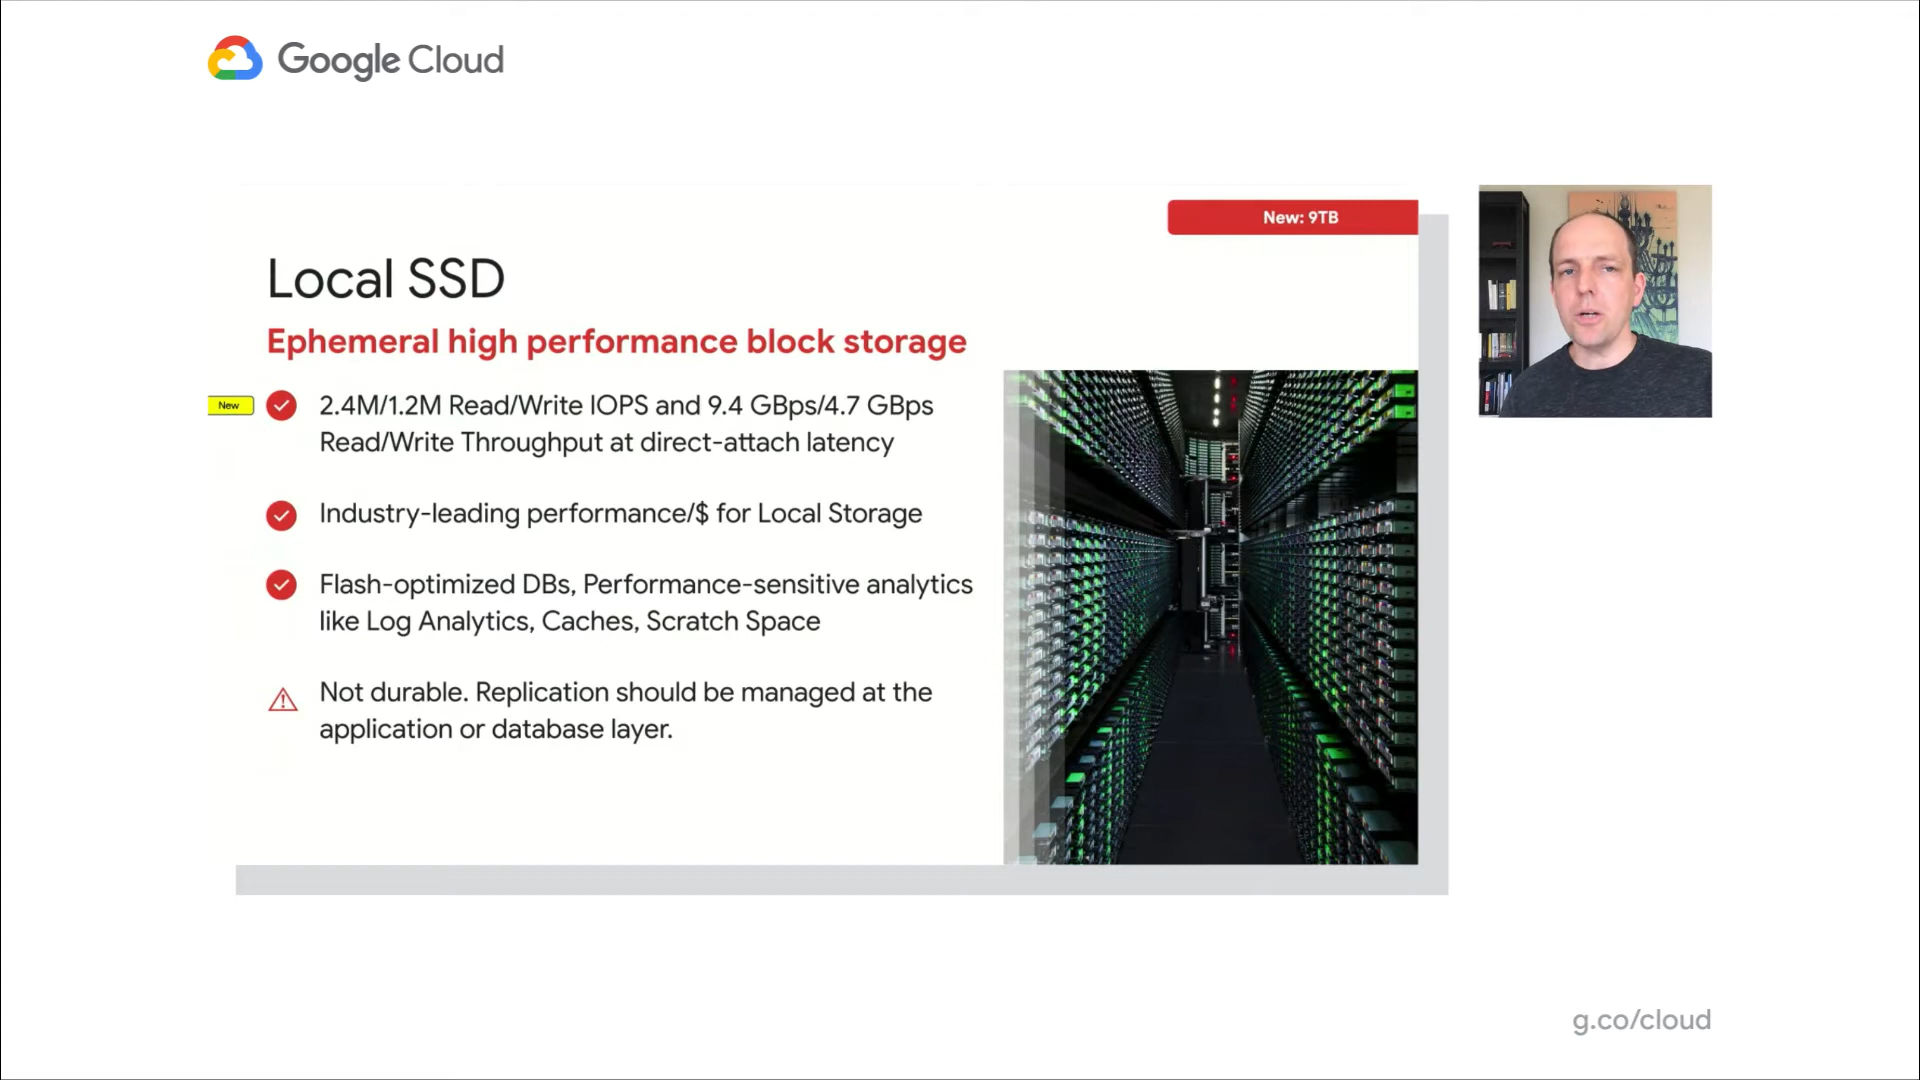 Google Cloud
New: 9TB
Local SSD
Ephemeral high performance block storage
New
2.4M/1.2M Read/Write IOPS and 9.4 GBps/4.7 GBps
Read/Write Throughput at direct-attach latency
Industry-leading performance/$ for Local Storage
Flash-optimized DBs, Performance-sensitive analytics
like Log Analytics, Caches, Scratch Space
Not durable. Replication should be managed at the
application or database layer.
g.co/cloud